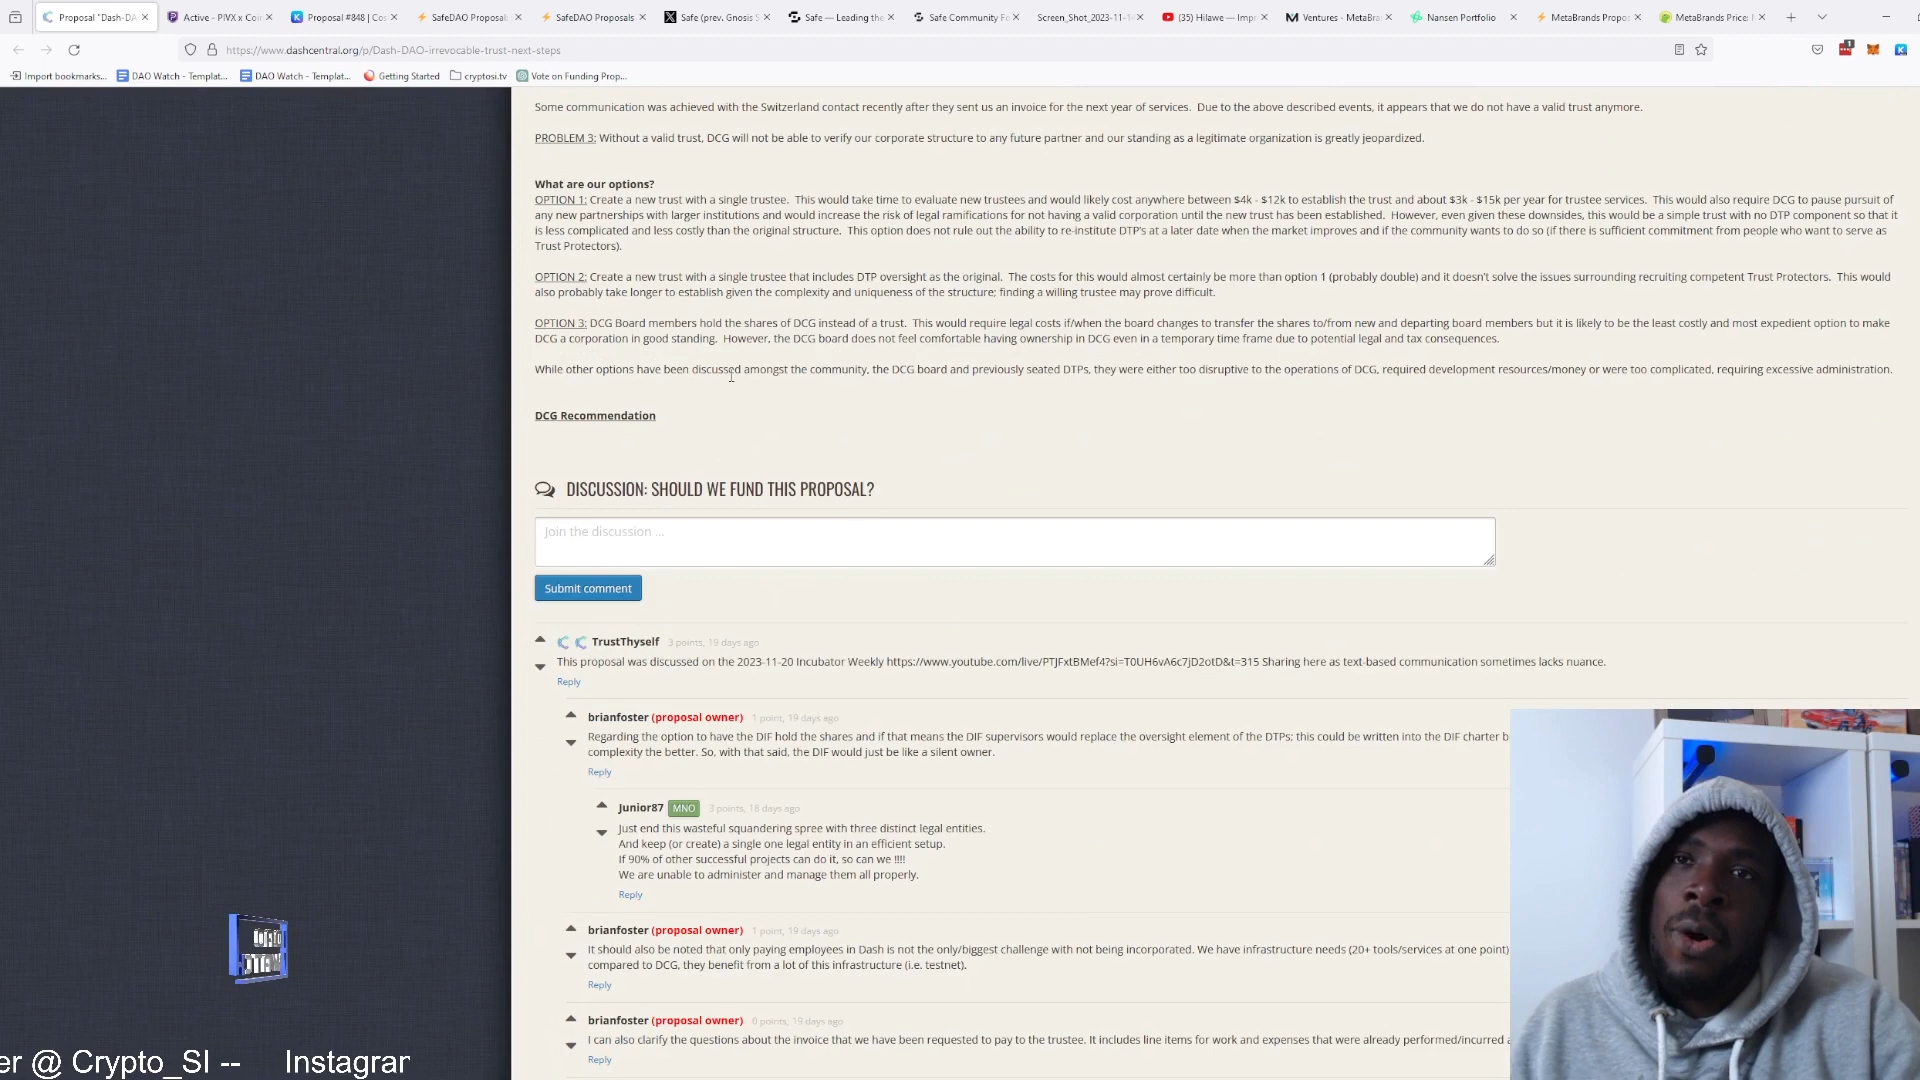 Proposal "Dash-DA
Active - PIVX x Coin
Proposal #848 | Cos
SafeDAO Proposal
SafeDAO Proposals
Safe (prev. Gnosis S
Safe — Leading the
Safe Community Fo
Screen_Shot_2023-11-1
(35) Hilawe — Impe
Ventures - MetaBran
Nansen Portfolio
MetaBrands Propos
MetaBrands Price: M
https://www.dashcentral.org/p/Dash-DAO-irrevocable-trust-next-steps
1
Import bookmarks...
DAO Watch - Templat...
DAO Watch - Templat...
Getting Started
cryptosi.tv
Vote on Funding Prop...
Some communication was achieved with the Switzerland contact recently after they sent us an invoice for the next year of services. Due to the above described events, it appears that we do not have a valid trust anymore.
PROBLEM 3: Without a valid trust, DCG will not be able to verify our corporate structure to any future partner and our standing as a legitimate organization is greatly jeopardized.
What are our options?
OPTION 1: Create a new trust with a single trustee. This would take time to evaluate new trustees and would likely cost anywhere between $4k - $12k to establish the trust and about $3k - $15k per year for trustee services. This would also require DCG to pause pursuit of
any new partnerships with larger institutions and would increase the risk of legal ramifications for not having a valid corporation until the new trust has been established. However, even given these downsides, this would be a simple trust with no DTP component so that it
is less complicated and less costly than the original structure. This option does not rule out the ability to re-institute DTP's at a later date when the market improves and if the community wants to do so (if there is sufficient commitment from people who want to serve as
Trust Protectors).
OPTION 2: Create a new trust with a single trustee that includes DTP oversight as the original. The costs for this would almost certainly be more than option 1 (probably double) and it doesn't solve the issues surrounding recruiting competent Trust Protectors. This would
also probably take longer to establish given the complexity and uniqueness of the structure; finding a willing trustee may prove difficult.
OPTION 3: DCG Board members hold the shares of DCG instead of a trust. This would require legal costs if/when the board changes to transfer the shares to/from new and departing board members but it is likely to be the least costly and most expedient option to make
DCG a corporation in good standing. However, the DCG board does not feel comfortable having ownership in DCG even in a temporary time frame due to potential legal and tax consequences.
While other options have been discussed amongst the community, the DCG board and previously seated DTPs, they were either too disruptive to the operations of DCG, required development resources/money or were too complicated, requiring excessive administration.
DCG Recommendation
DISCUSSION: SHOULD WE FUND THIS PROPOSAL?
Join the discussion ...
Submit comment
TrustThyself 3 points, 19 days ago
This proposal was discussed on the 2023-11-20 Incubator Weekly https://www.youtube.com/live/PTJFxtBMef4?si=T0UH6vA6c7jD2otD&t=315 Sharing here as text-based communication sometimes lacks nuance.
Reply
brianfoster (proposal owner) 1 point, 19 days ago
Regarding the option to have the DIF hold the shares and if that means the DIF supervisors would replace the oversight element of the DTPs; this could be written into the DIF charter b
complexity the better. So, with that said, the DIF would just be like a silent owner.
Reply
Junior87 MNO 3 points, 18 days ago
Just end this wasteful squandering spree with three distinct legal entities.
And keep (or create) a single one legal entity in an efficient setup.
If 90% of other successful projects can do it, so can we !!!!
We are unable to administer and manage them all properly.
Reply
brianfoster (proposal owner) 1 point, 19 days ago
It should also be noted that only paying employees in Dash is not the only/biggest challenge with not being incorporated. We have infrastructure needs (20+ tools/services at one point)
compared to DCG, they benefit from a lot of this infrastructure (i.e. testnet).
Reply
brianfoster (proposal owner) 0 points, 19 days ago
I can also clarify the questions about the invoice that we have been requested to pay to the trustee. It includes line items for work and expenses that were already performed/incurred a
Reply
er @ Crypto_SI -- Instagrar